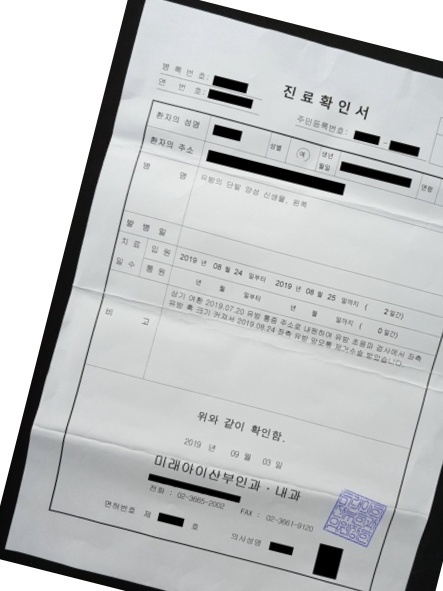 진료확인서
병록번호:
연 번 호:
주민등록번호: -
환자의 성명 성별 여 생년월일 연령
환자의 주소
병 명 유방의 단발 양성 신생물, 왼쪽
발 병 일
치료일수 입원 2019 년 08 월 24 일부터 2019 년 08 월 25 일까지 ( 2 일간)
통원 년 월 일부터 년 월 일까지 ( 0 일간)
비 고 상기 여환 2019.07.20 유방 통증 주소로 내원하여 유방 초음파 검사에서 좌측
유방 혹 크기 커져서 2019.08.24 좌측 유방 맘모톰 절제수술 받았습니다.
위와 같이 확인함.
2019 년 09 월 03 일
미래아이산부인과·내과
전화 : 02-3665-2002 FAX : 02-3661-9120
면허번호 제 호 의사성명